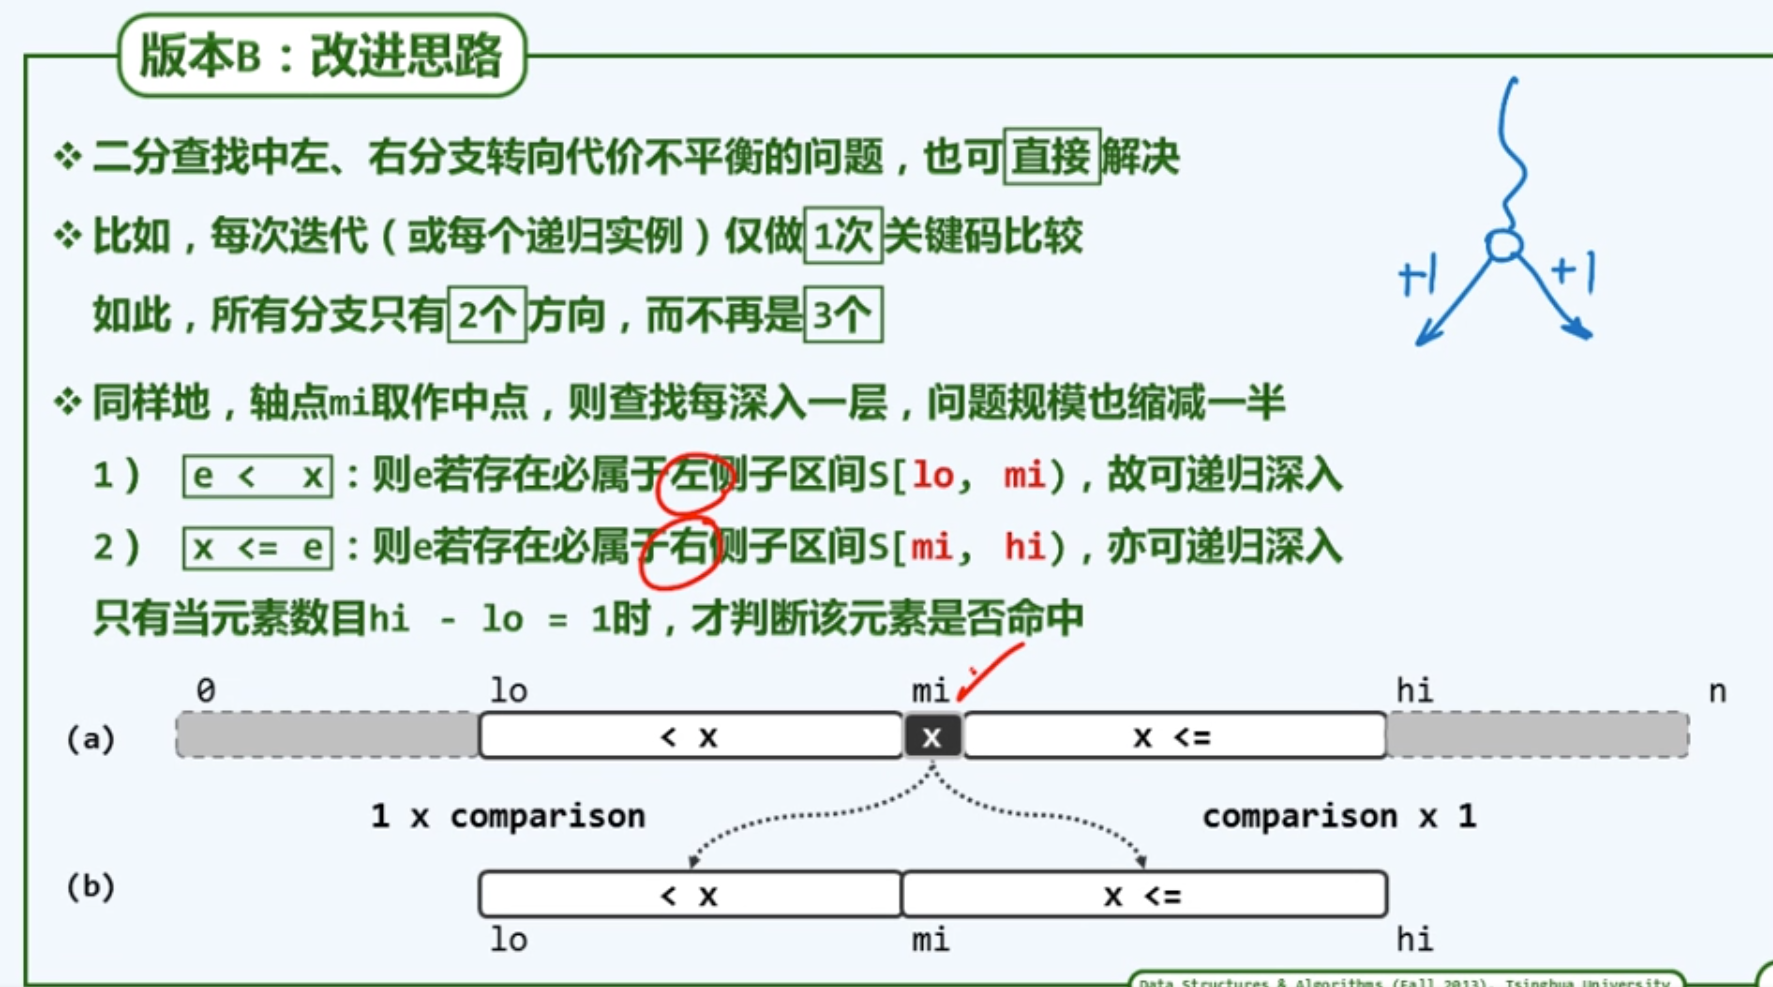 版本B：改进思路
❖ 二分查找中左、右分支转向代价不平衡的问题，也可直接解决
❖ 比如，每次迭代（或每个递归实例）仅做1次关键码比较
如此，所有分支只有2个方向，而不再是3个
+1 +1
❖ 同样地，轴点mi取作中点，则查找每深入一层，问题规模也缩减一半
1） e < x：则e若存在必属于左侧子区间S[lo, mi)，故可递归深入
2） x <= e：则e若存在必属于右侧子区间S[mi, hi)，亦可递归深入
只有当元素数目hi - lo = 1时，才判断该元素是否命中
0 lo mi hi n
(a) < x x x <=
1 x comparison comparison x 1
(b) < x x <=
lo mi hi
Data Structures & Algorithms (Fall 2013), Tsinghua University